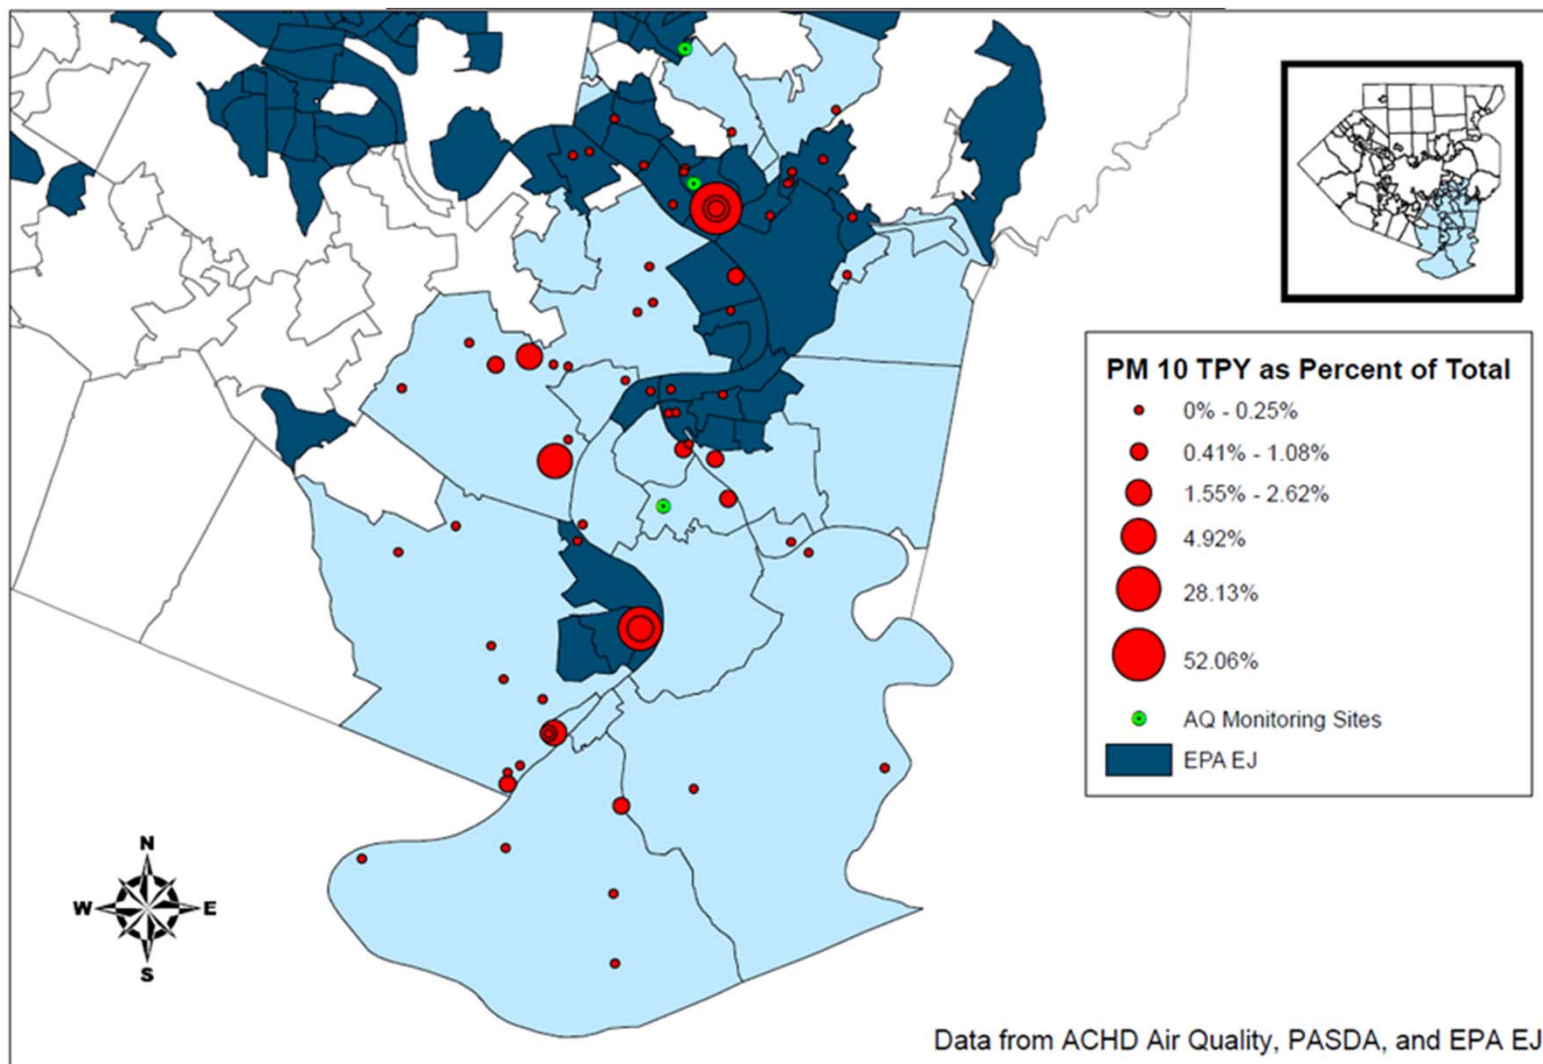 PM 10 TPY as Percent of Total
0% - 0.25%
0.41% - 1.08%
1.55% - 2.62%
4.92%
28.13%
52.06%
AQ Monitoring Sites
EPA EJ
N
W E
S
Data from ACHD Air Quality, PASDA, and EPA EJ